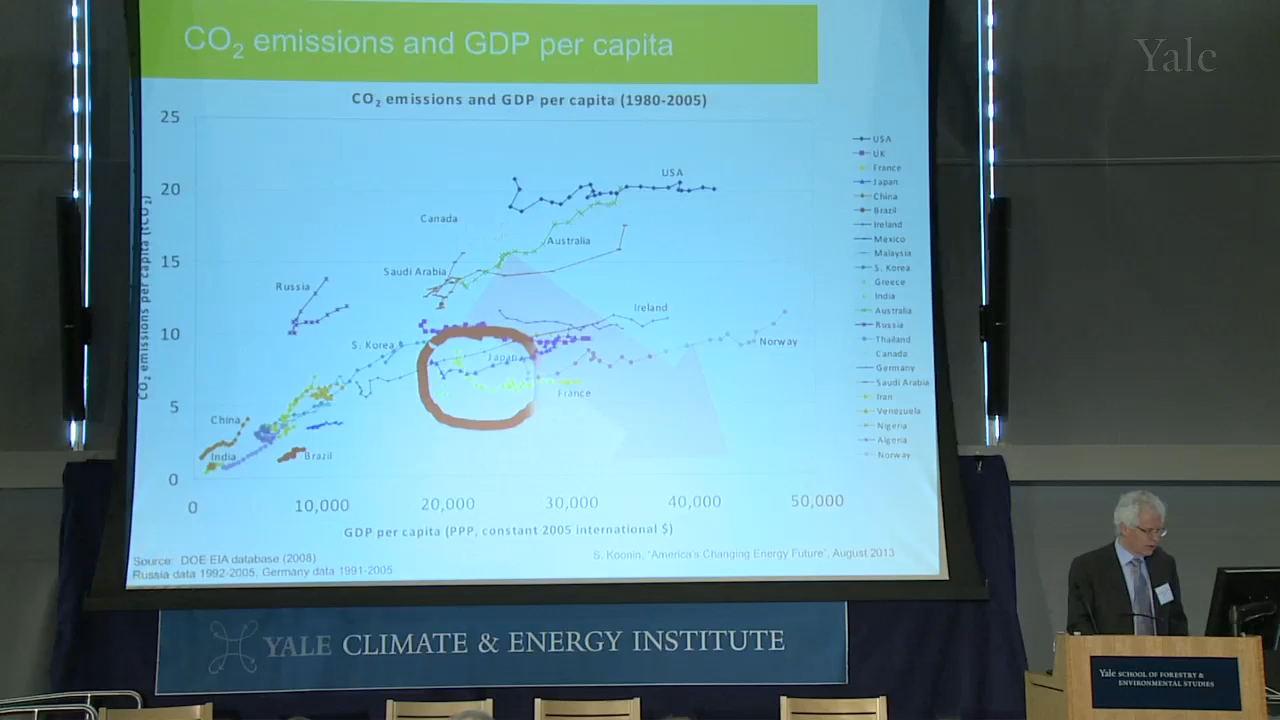 CO₂ emissions and GDP per capita
Yale
CO₂ emissions and GDP per capita (1980-2005)
CO₂ emissions per capita (tCO₂)
25
20
15
10
5
0
USA
Canada
Australia
Saudi Arabia
Russia
Ireland
S. Korea
Japan
Norway
France
China
India
Brazil
USA
UK
France
Japan
China
Brazil
Ireland
Mexico
Malaysia
S. Korea
Greece
India
Australia
Russia
Thailand
Canada
Germany
Saudi Arabia
Iran
Venezuela
Nigeria
Algeria
Norway
0 10,000 20,000 30,000 40,000 50,000
GDP per capita (PPP, constant 2005 international $)
Source: DOE EIA database (2008)
Russia data 1992-2005, Germany data 1991-2005
S. Koonin, "America's Changing Energy Future", August 2013
YALE CLIMATE & ENERGY INSTITUTE
Yale SCHOOL OF FORESTRY &
ENVIRONMENTAL STUDIES